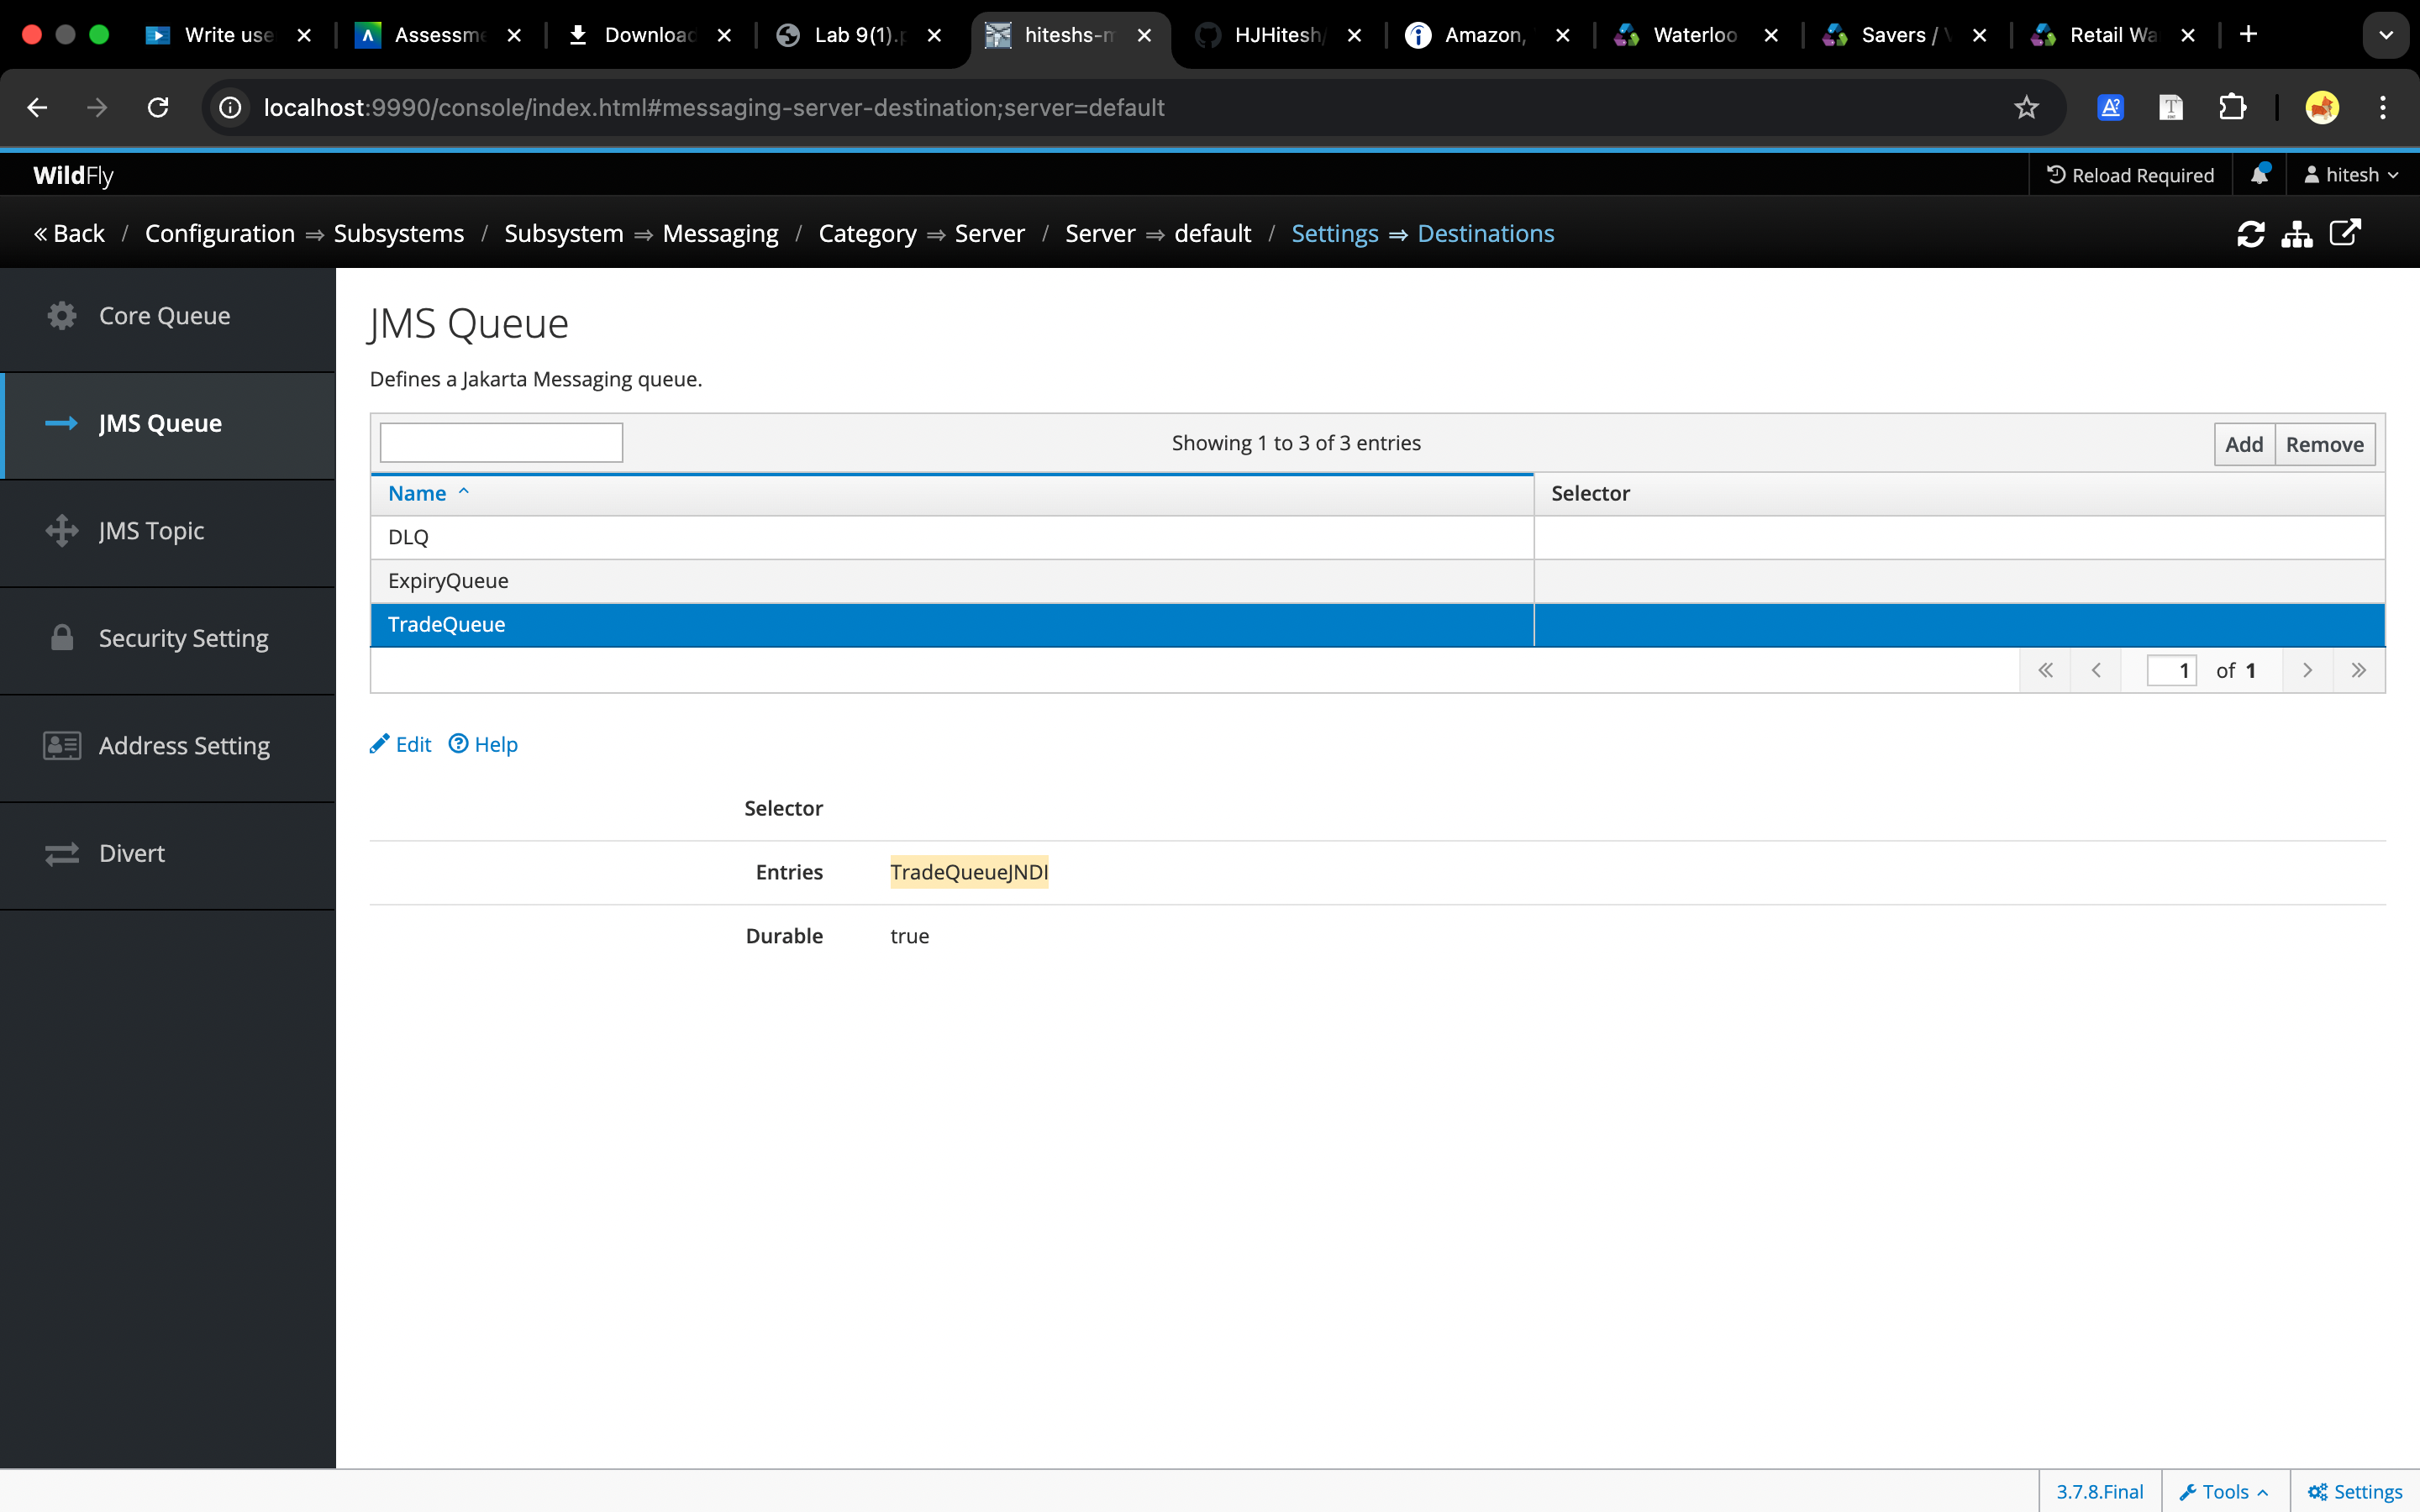 Write use
Assessme
Download
Lab 9(1).p
hiteshs-m
HJHitesh/
Amazon,
Waterloo
Savers / V
Retail Wa
localhost:9990/console/index.html#messaging-server-destination;server=default
WildFly
Reload Required
hitesh
« Back / Configuration ⇒ Subsystems / Subsystem ⇒ Messaging / Category ⇒ Server / Server ⇒ default / Settings ⇒ Destinations
Core Queue
JMS Queue
JMS Topic
Security Setting
Address Setting
Divert
JMS Queue
Defines a Jakarta Messaging queue.
Showing 1 to 3 of 3 entries
Add Remove
Name Selector
DLQ
ExpiryQueue
TradeQueue
1 of 1
Edit Help
Selector
Entries TradeQueueJNDI
Durable true
3.7.8.Final Tools Settings